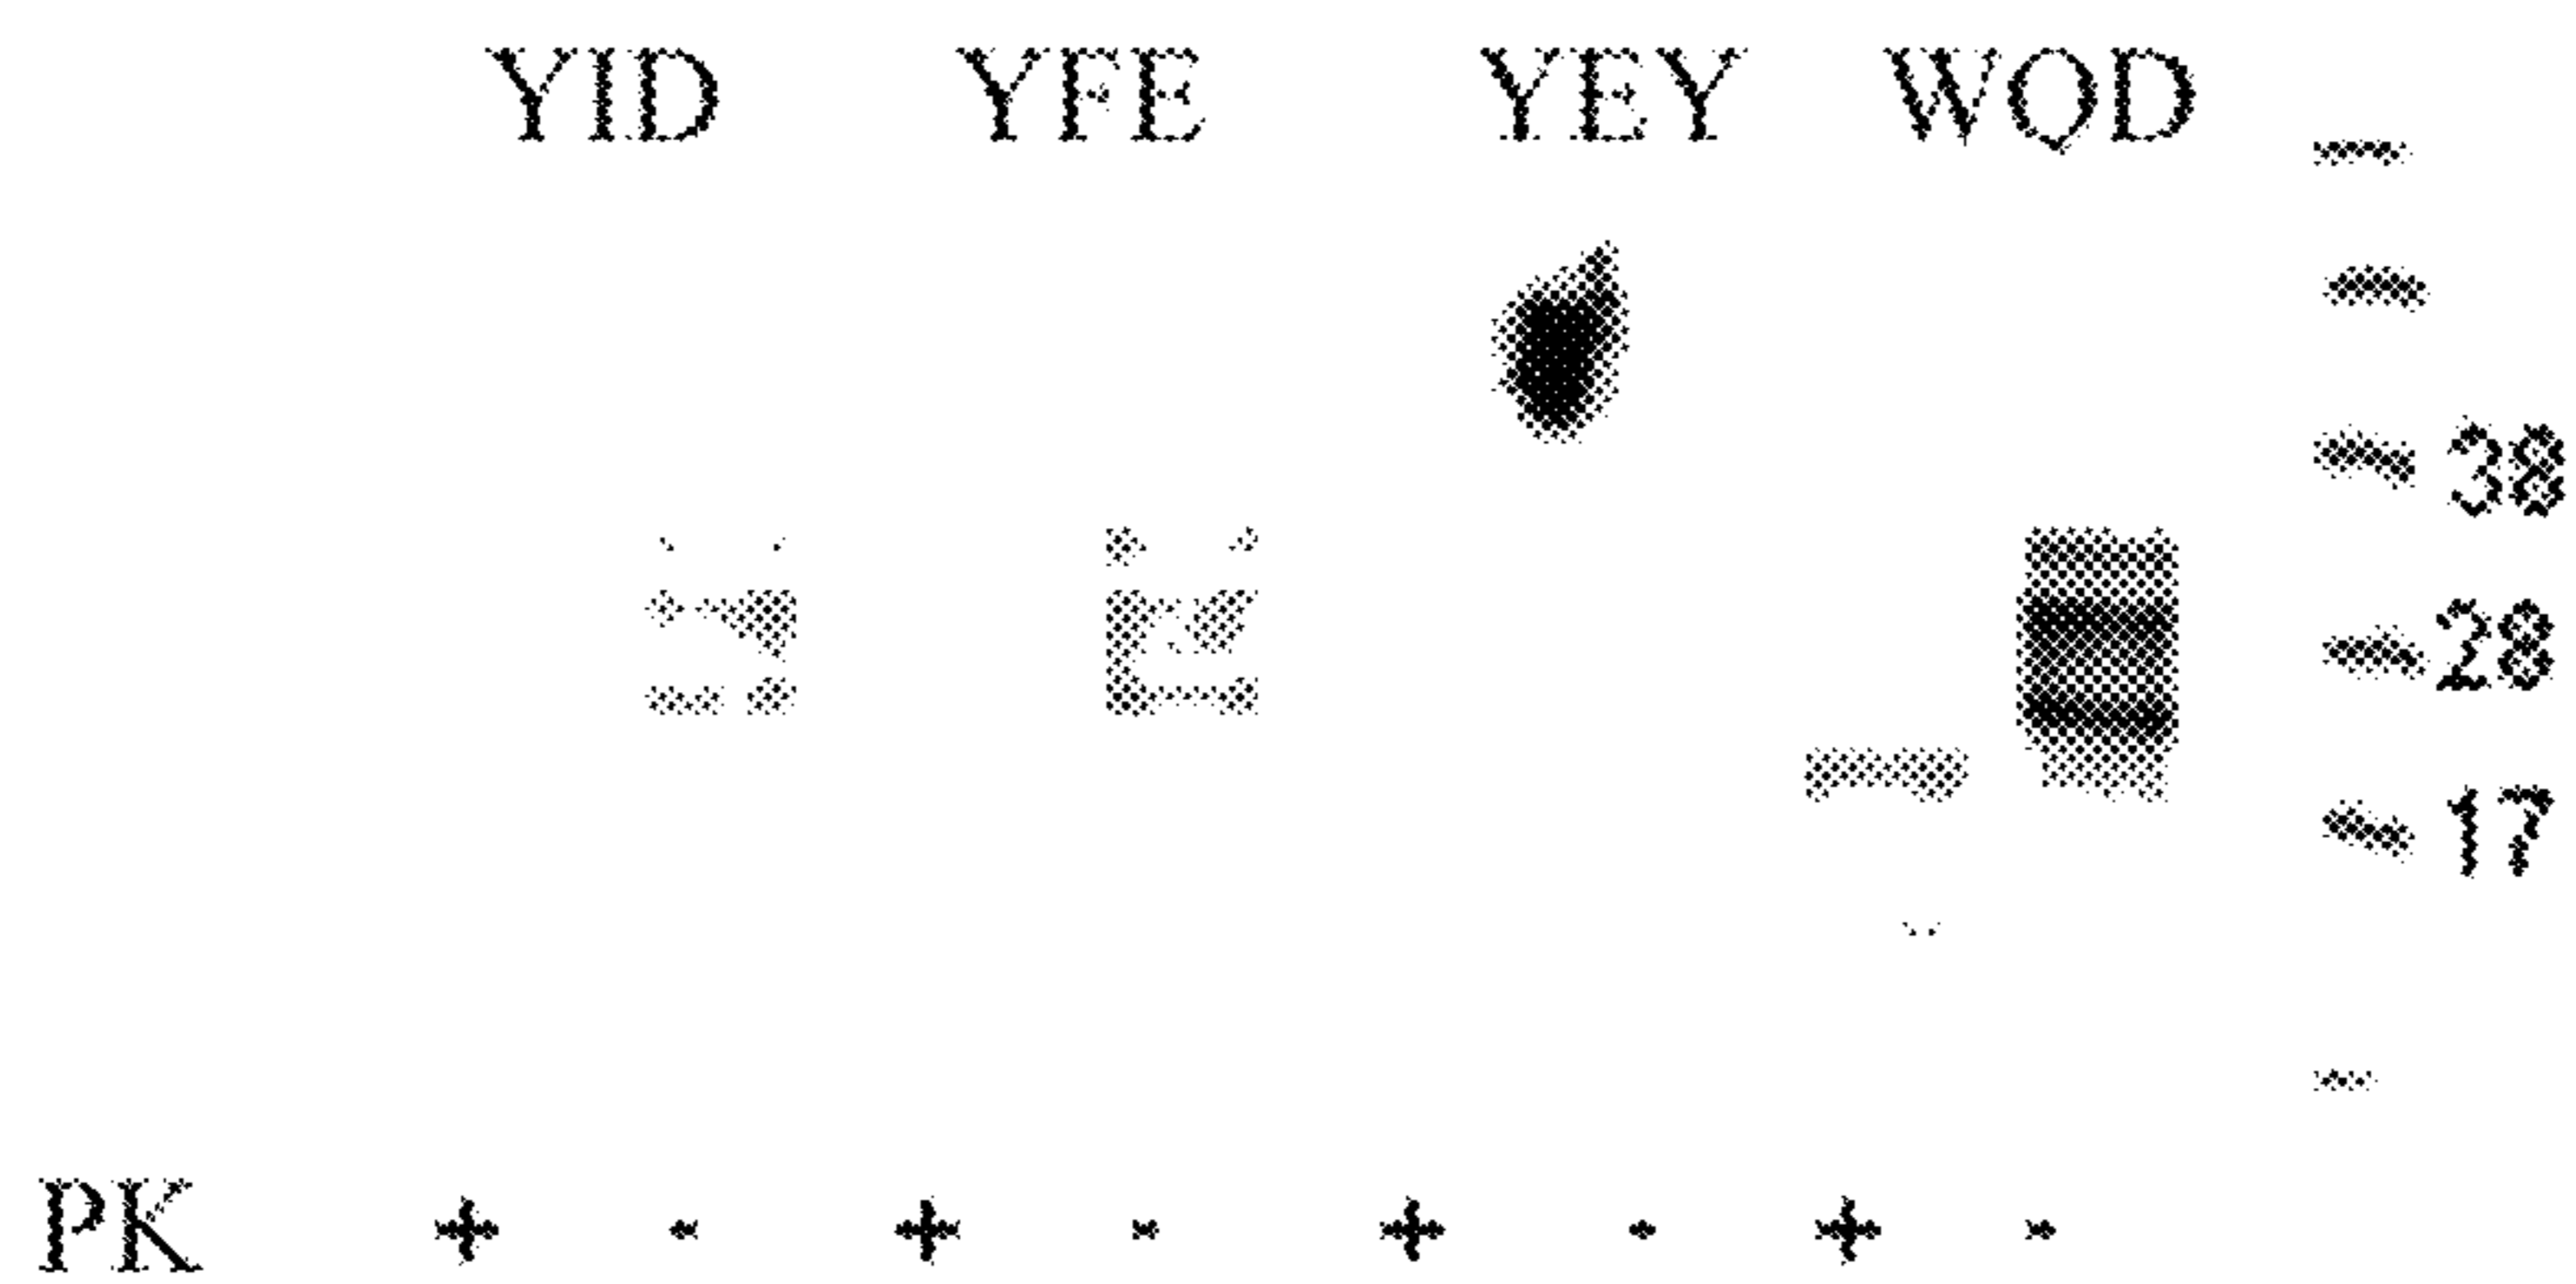 YID YFE YEY WQD
38
28
17
PK + - + - + - + -